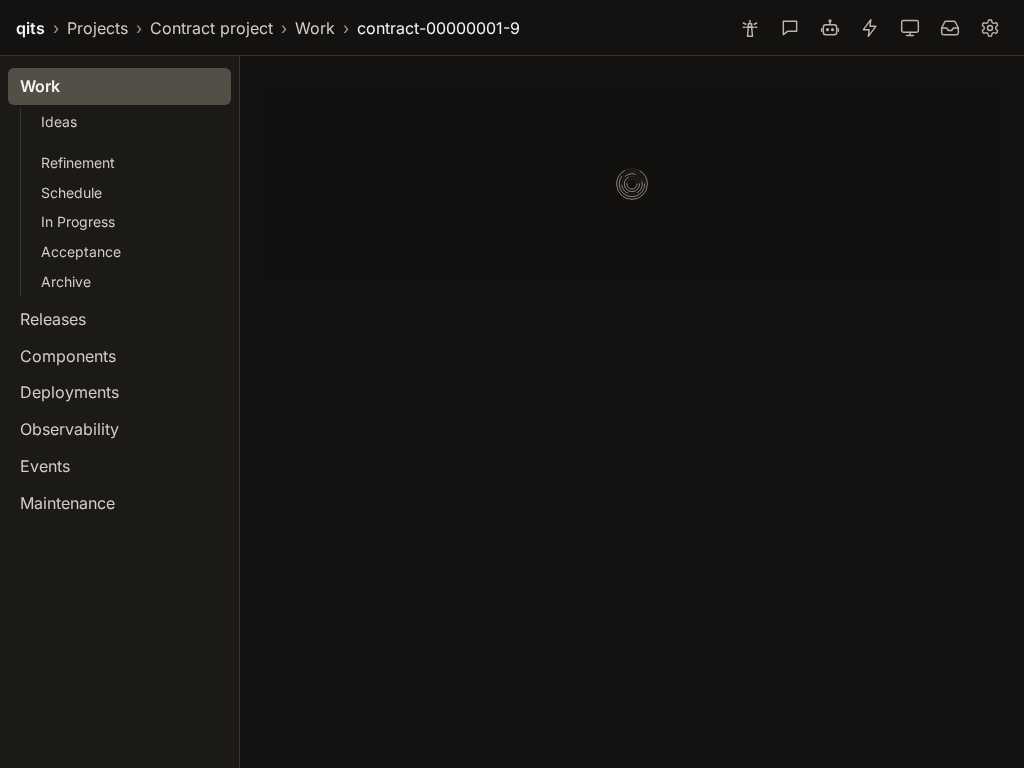 qits › Projects › Contract project › Work › contract-00000001-9
Work
Ideas
Refinement
Schedule
In Progress
Acceptance
Archive
Releases
Components
Deployments
Observability
Events
Maintenance